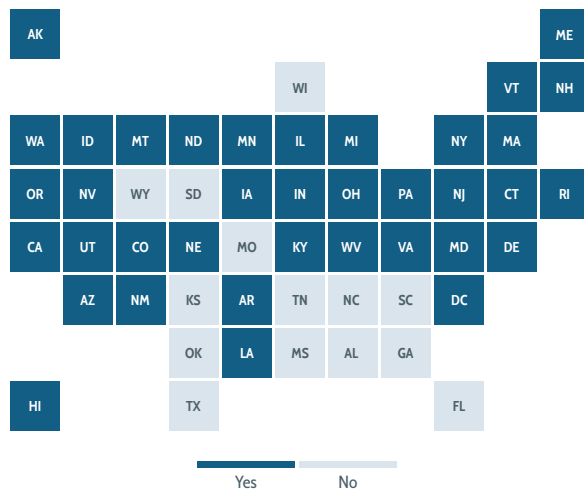 AK ME
WI VT NH
WA ID MT ND MN IL MI NY MA
OR NV WY SD IA IN OH PA NJ CT RI
CA UT CO NE MO KY WV VA MD DE
AZ NM KS AR TN NC SC DC
OK LA MS AL GA
HI TX FL
Yes No